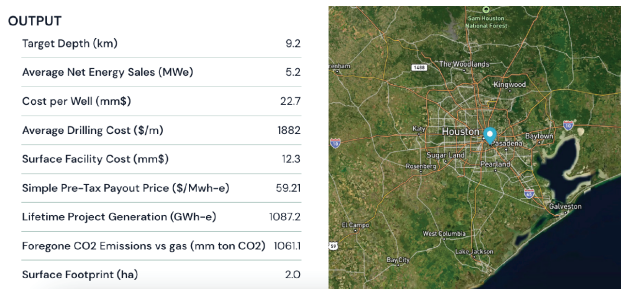 OUTPUT
Target Depth (km) 9.2
Average Net Energy Sales (MWe) 5.2
Cost per Well (mm$) 22.7
Average Drilling Cost ($/m) 1882
Surface Facility Cost (mm$) 12.3
Simple Pre-Tax Payout Price ($/Mwh-e) 59.21
Lifetime Project Generation (GWh-e) 1087.2
Foregone CO2 Emissions vs gas (mm ton CO2) 1061.1
Surface Footprint (ha) 2.0
Sam Houston
National Forest
enham
1488
The Woodlands
Kingwood
Katy
Houston
Baytown
asadena
Sugar Land
Pearland
Rosenberg
Galveston
El Campo
59
West Columbia
Lake Jackson
Bay City